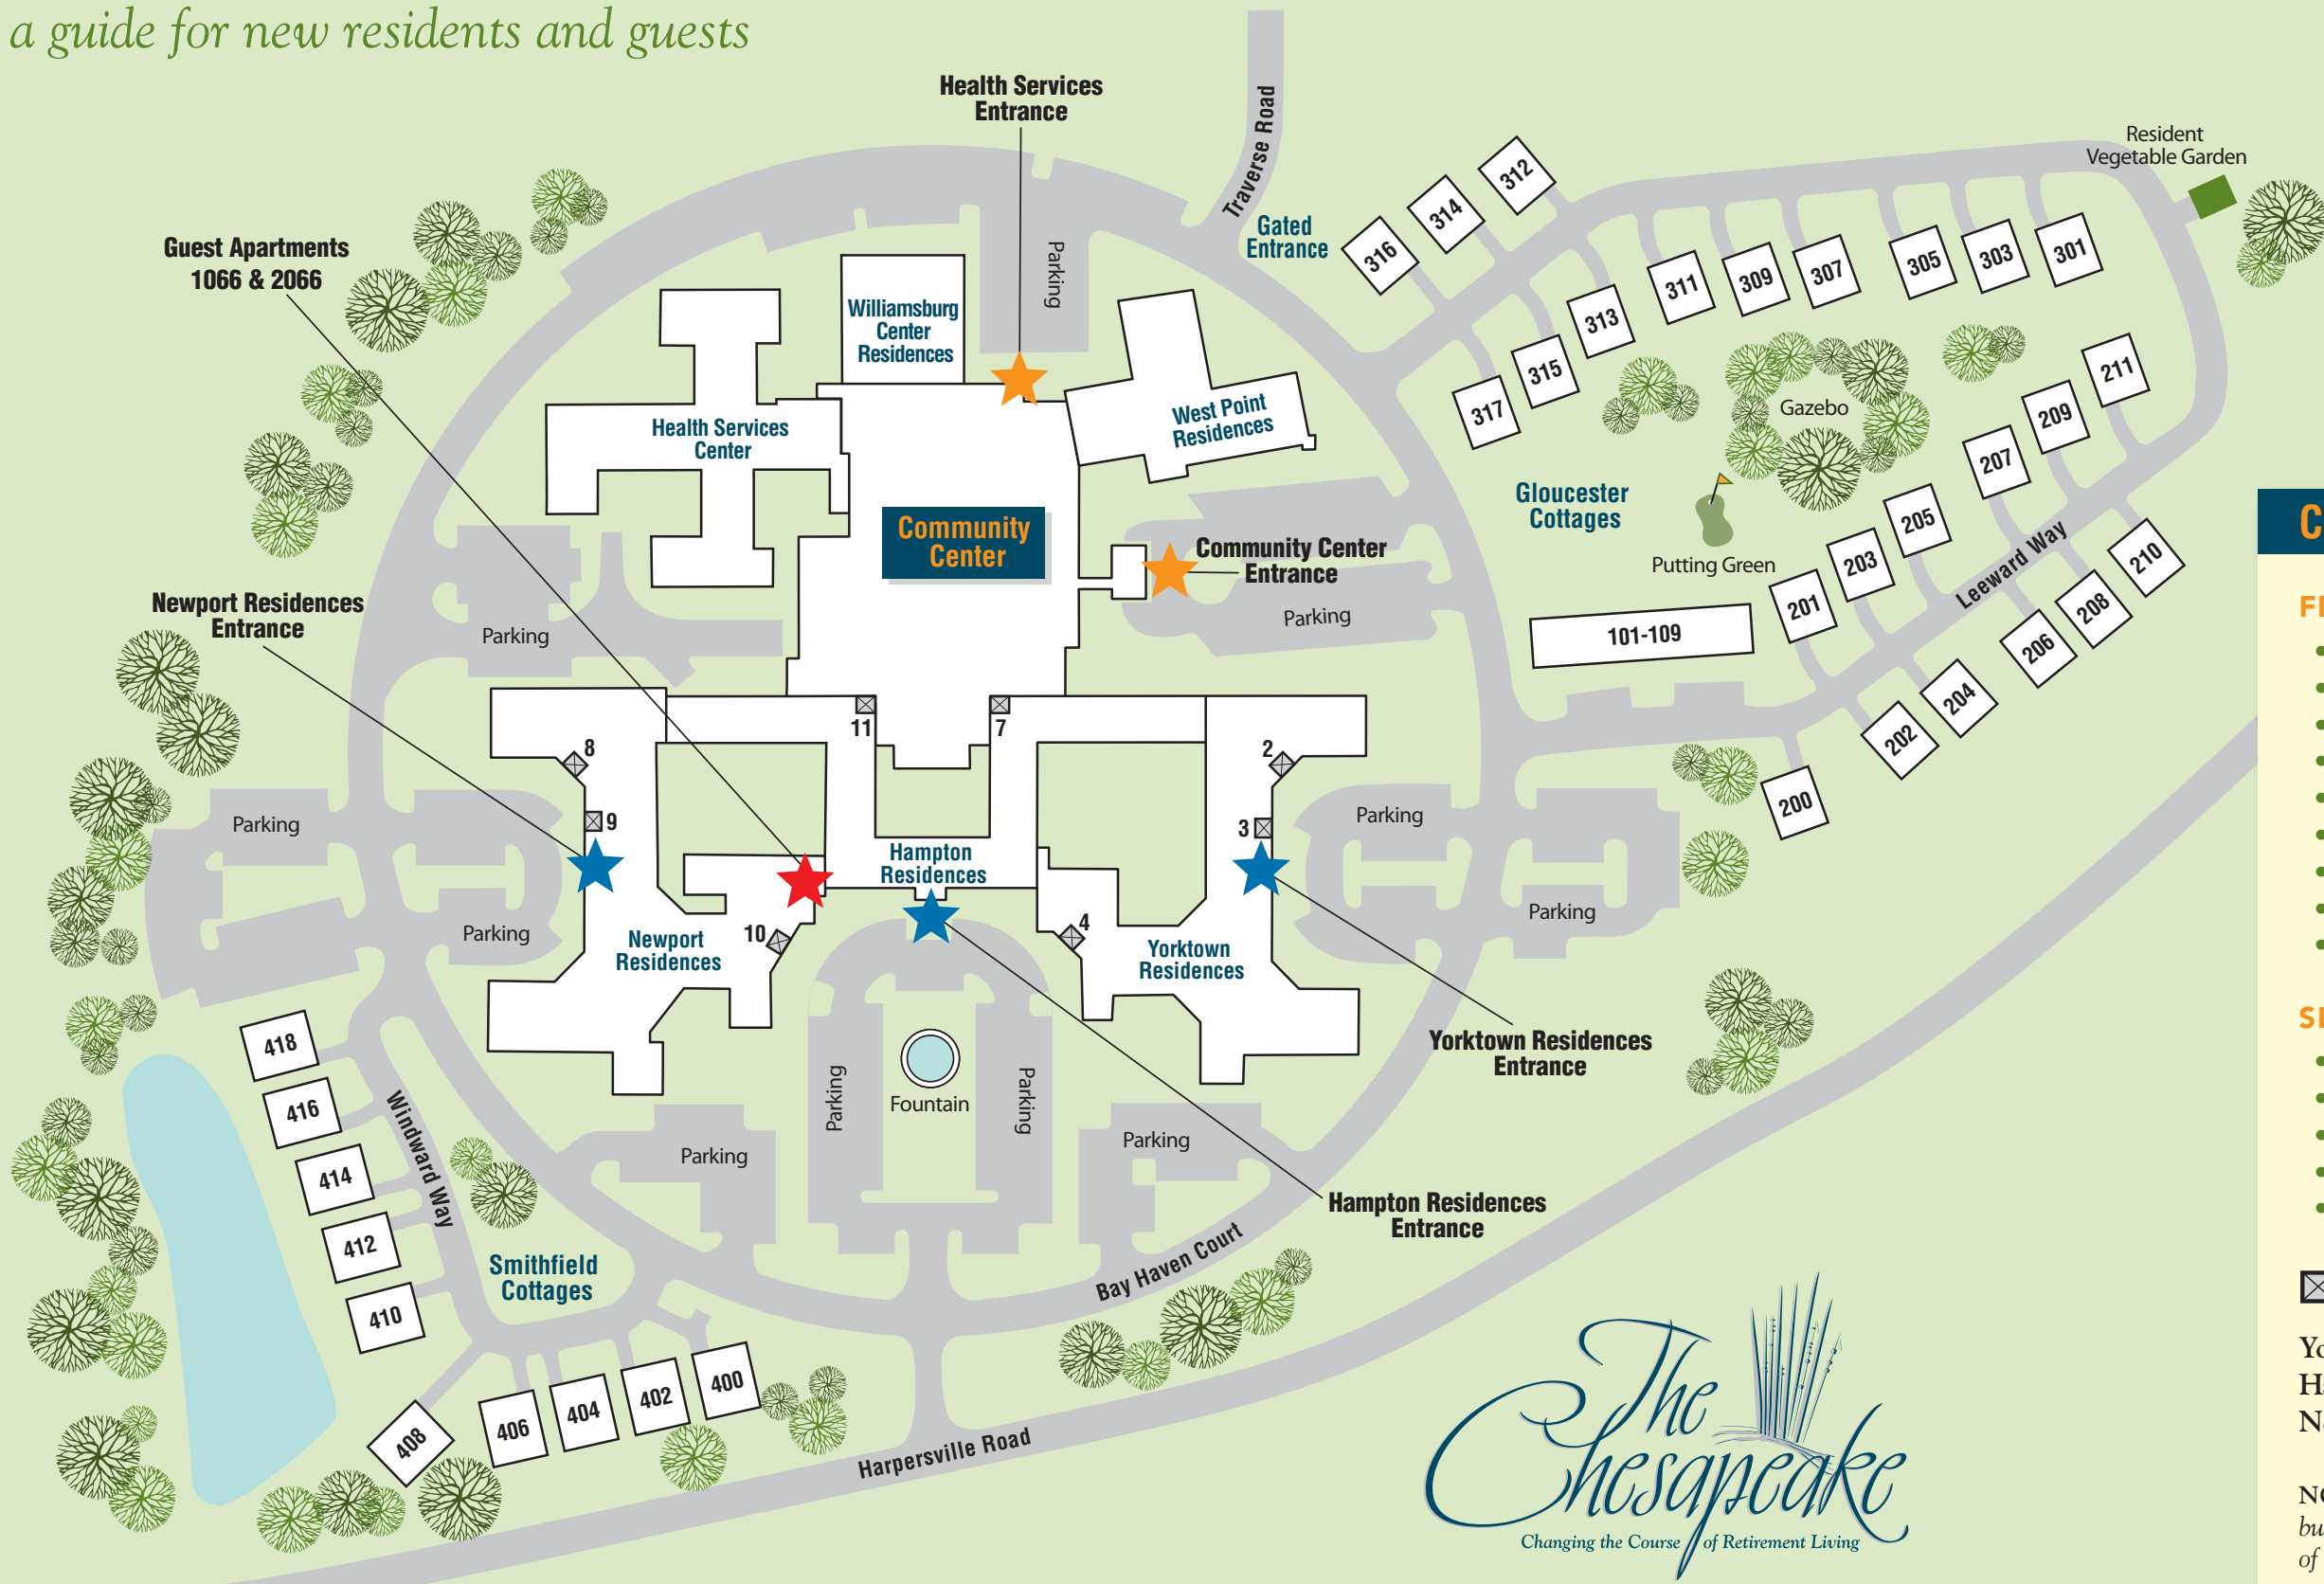 a guide for new residents and guests
Health Services
Entrance
Traverse Road
Resident
Vegetable Garden
Gated
Entrance
312
314
316
Guest Apartments
1066 & 2066
Parking
Williamsburg
Center
Residences
301
303
305
307
309
311
313
315
317
Gazebo
211
209
207
205
203
201
Health Services
Center
West Point
Residences
Gloucester
Cottages
Putting Green
Community
Center
Community Center
Entrance
Parking
101-109
Leeward Way
210
208
206
204
202
200
Newport Residences
Entrance
Parking
11
7
8
2
9
3
Parking
Parking
Hampton
Residences
Parking
Parking
10
4
Newport
Residences
Yorktown
Residences
Yorktown Residences
Entrance
418
416
414
412
410
Windward Way
Parking
Fountain
Parking
Parking
Parking
Hampton Residences
Entrance
Smithfield
Cottages
Bay Haven Court
400
402
404
406
408
Harpersville Road
The
Chesapeake
Changing the Course of Retirement Living